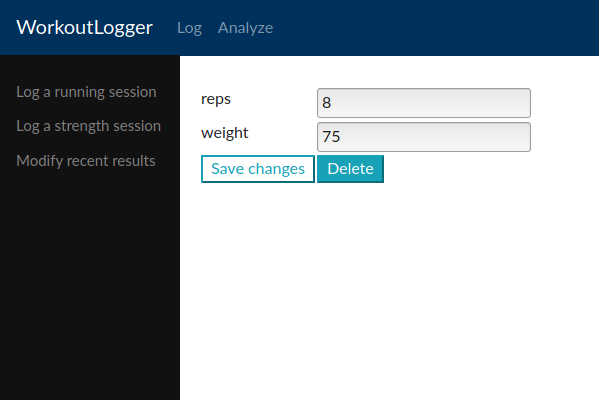 WorkoutLogger Log Analyze
Log a running session
Log a strength session
Modify recent results
reps 8
weight 75
Save changes Delete